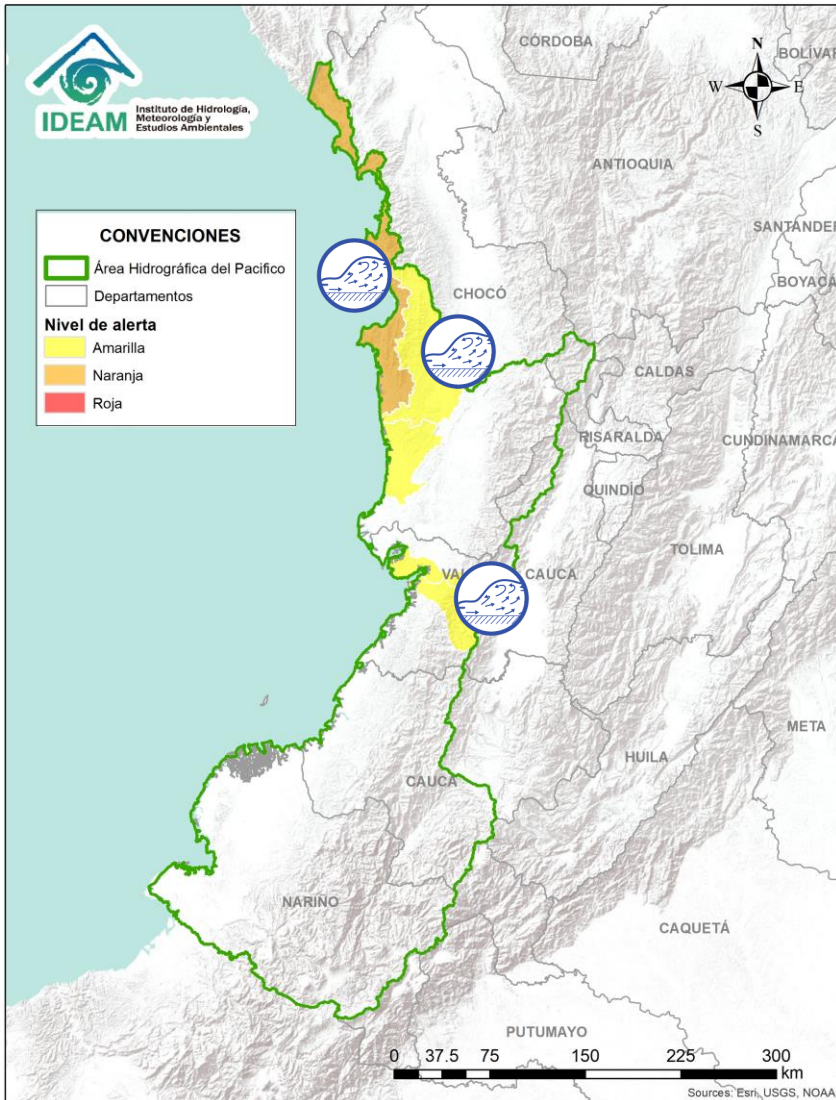 IDEAM
Instituto de Hidrología,
Meteorología y
Estudios Ambientales
CÓRDOBA
BOLÍVAR
N
W
E
S
ANTIOQUIA
SANTANDER
BOYACÁ
CONVENCIONES
Área Hidrográfica del Pacifico
Departamentos
Nivel de alerta
Amarilla
Naranja
Roja
CHOCÓ
CALDAS
RISARALDA
CUNDINAMARCA
QUINDÍO
TOLIMA
CAUCA
META
HUILA
CAUCA
NARIÑO
CAQUETÁ
PUTUMAYO
0 37.5 75 150 225 300
km
Sources: Esri, USGS, NOAA